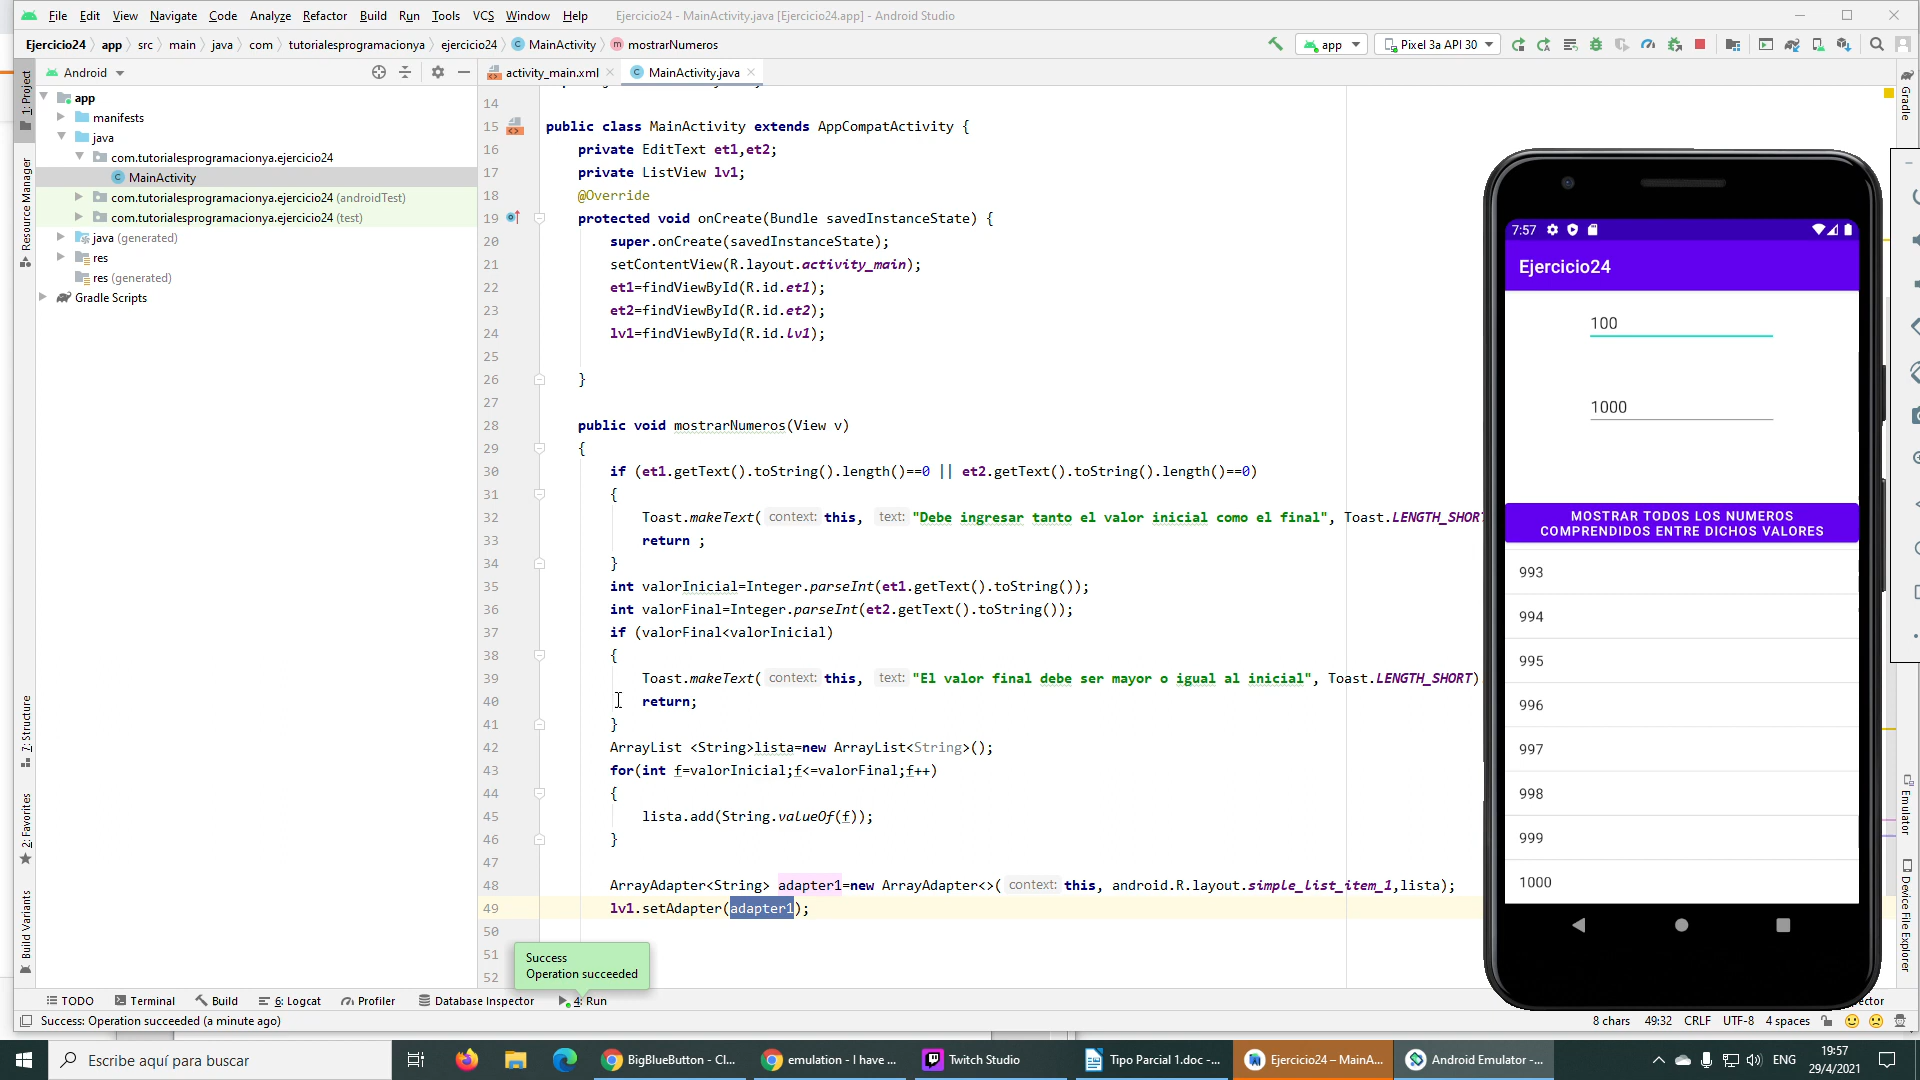 File Edit View Navigate Code Analyze Refactor Build Run Tools VCS Window Help Ejercicio24 - MainActivity.java [Ejercicio24.app] - Android Studio
Ejercicio24 app src main java com tutorialesprogramacionya ejercicio24 MainActivity mostrarNumeros app Pixel 3a API 30
Android activity_main.xml MainActivity.java
1: Project
Resource Manager
7: Structure
2: Favorites
Build Variants
app
manifests
java
com.tutorialesprogramacionya.ejercicio24
MainActivity
com.tutorialesprogramacionya.ejercicio24 (androidTest)
com.tutorialesprogramacionya.ejercicio24 (test)
java (generated)
res
res (generated)
Gradle Scripts
14
15 public class MainActivity extends AppCompatActivity {
16 private EditText et1,et2;
17 private ListView lv1;
18 @Override
19 protected void onCreate(Bundle savedInstanceState) {
20 super.onCreate(savedInstanceState);
21 setContentView(R.layout.activity_main);
22 et1=findViewById(R.id.et1);
23 et2=findViewById(R.id.et2);
24 lv1=findViewById(R.id.lv1);
25
26 }
27
28 public void mostrarNumeros(View v)
29 {
30 if (et1.getText().toString().length()==0 || et2.getText().toString().length()==0)
31 {
32 Toast.makeText( context: this, text: "Debe ingresar tanto el valor inicial como el final", Toast.LENGTH_SHORT
33 return ;
34 }
35 int valorInicial=Integer.parseInt(et1.getText().toString());
36 int valorFinal=Integer.parseInt(et2.getText().toString());
37 if (valorFinal<valorInicial)
38 {
39 Toast.makeText( context: this, text: "El valor final debe ser mayor o igual al inicial", Toast.LENGTH_SHORT)
40 return;
41 }
42 ArrayList <String>lista=new ArrayList<String>();
43 for(int f=valorInicial;f<=valorFinal;f++)
44 {
45 lista.add(String.valueOf(f));
46 }
47
48 ArrayAdapter<String> adapter1=new ArrayAdapter<>( context: this, android.R.layout.simple_list_item_1,lista);
49 lv1.setAdapter(adapter1);
50
51
52
Success
Operation succeeded
7:57
Ejercicio24
100
1000
MOSTRAR TODOS LOS NUMEROS
COMPRENDIDOS ENTRE DICHOS VALORES
993
994
995
996
997
998
999
1000
Gradle
Emulator
Device File Explorer
TODO Terminal Build 6: Logcat Profiler Database Inspector 4: Run
Success: Operation succeeded (a minute ago) 8 chars 49:32 CRLF UTF-8 4 spaces
Escribe aquí para buscar BigBlueButton - Cl... emulation - I have ... Twitch Studio Tipo Parcial 1.doc -... Ejercicio24 – MainA... Android Emulator -... ENG 19:57
29/4/2021